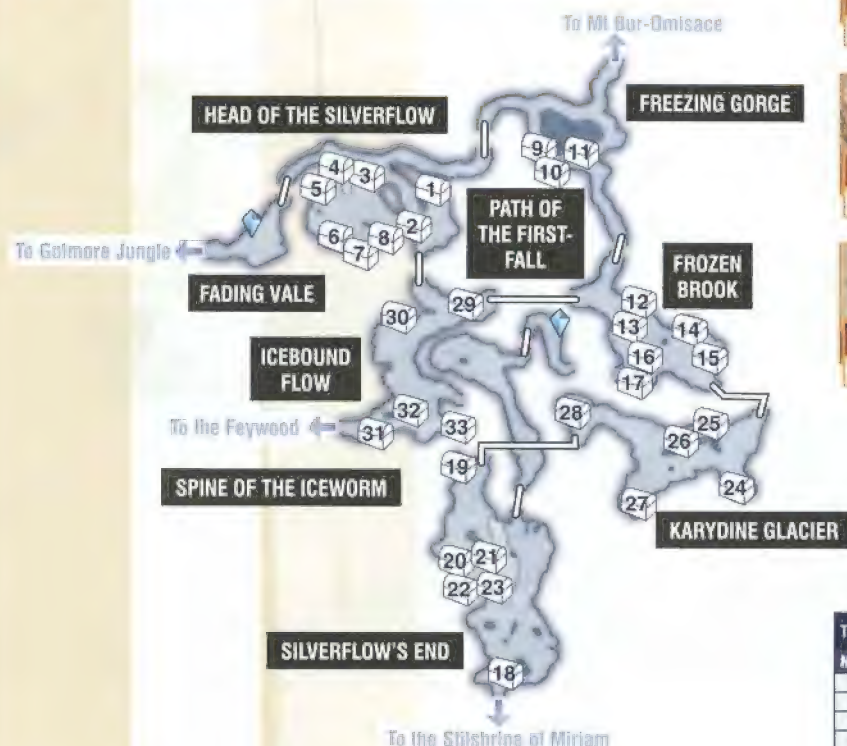 To Mt Bur-Omisace
HEAD OF THE SILVERFLOW
FREEZING GORGE
4
3
5
1
9
11
10
2
6
8
7
PATH OF
THE FIRST-
FALL
To Golmore Jungle
FADING VALE
FROZEN
BROOK
29
12
30
13
14
16
15
17
ICEBOUND
FLOW
32
28
25
To the Feywood
31
33
26
19
24
27
SPINE OF THE ICEWORM
KARYDINE GLACIER
20
21
22
23
SILVERFLOW'S END
18
To the Stilshrine of Miriam
T